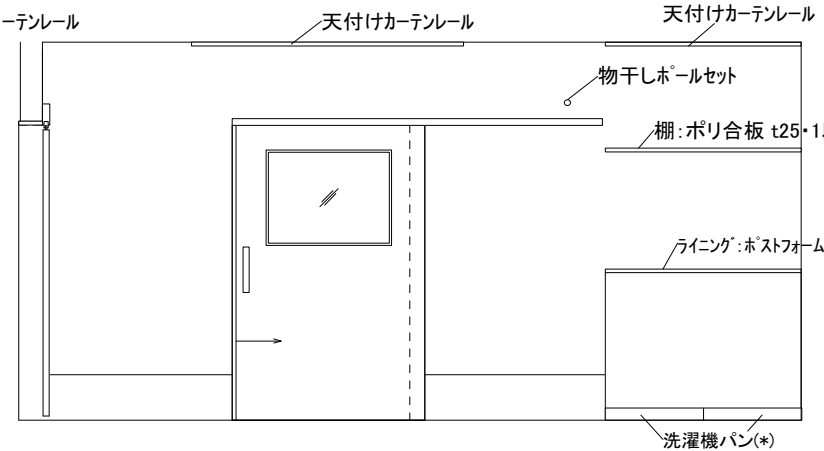 ーテンレール
天付けカーテンレール
天付けカーテンレール
物干しポールセット
棚:ポリ合板 t25・1
ライニング:ポストフォーム
洗濯機パン(*)